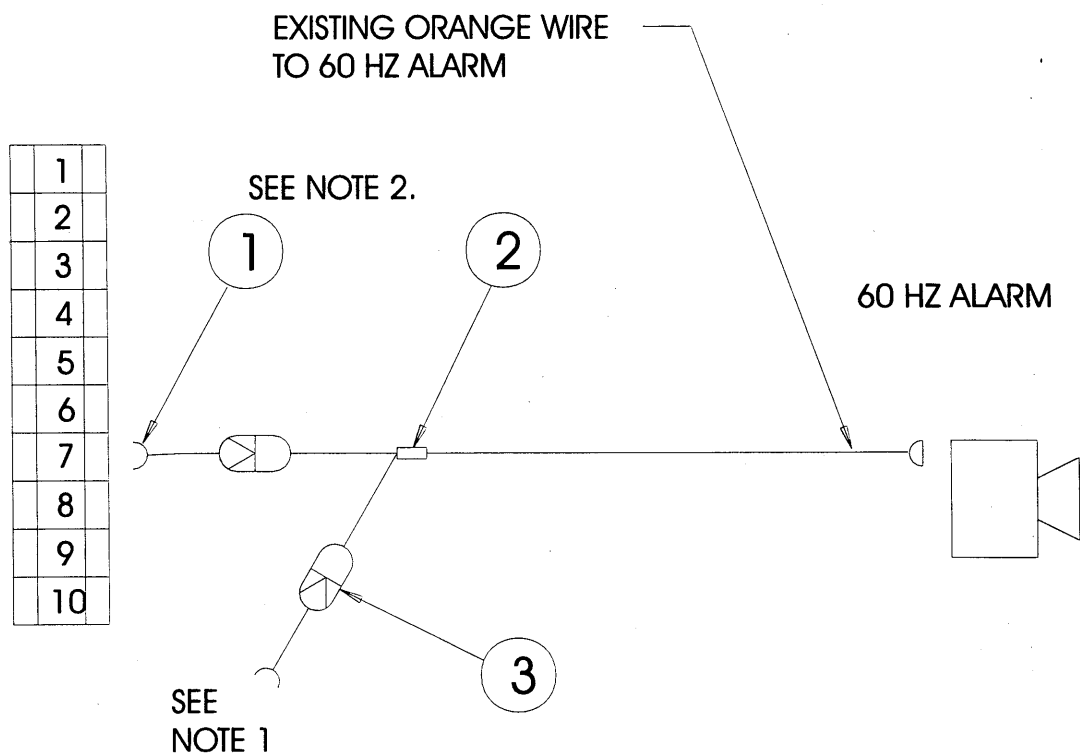 EXISTING ORANGE WIRE
TO 60 HZ ALARM
1
2
3
4
5
6
7
8
9
10
SEE NOTE 2.
1
2
60 HZ ALARM
3
SEE
NOTE 1